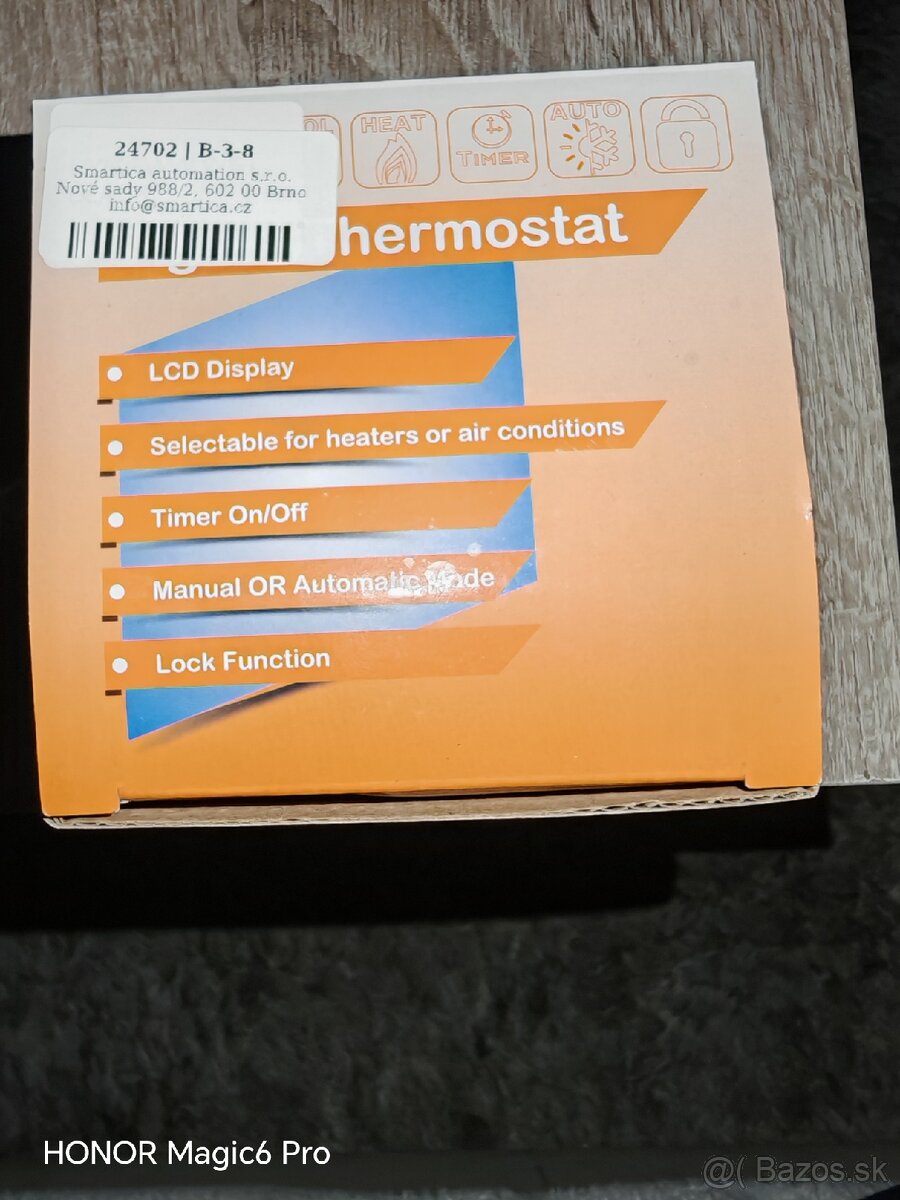 HEAT
TIMER
AUTO
24702 | B-3-8
Smartica automation s.r.o.
Nové sady 988/2, 602 00 Brno
info@smartica.cz
hermostat
LCD Display
Selectable for heaters or air conditions
Timer On/Off
Manual OR Automatic Mode
Lock Function
HONOR Magic6 Pro
@( Bazos.sk